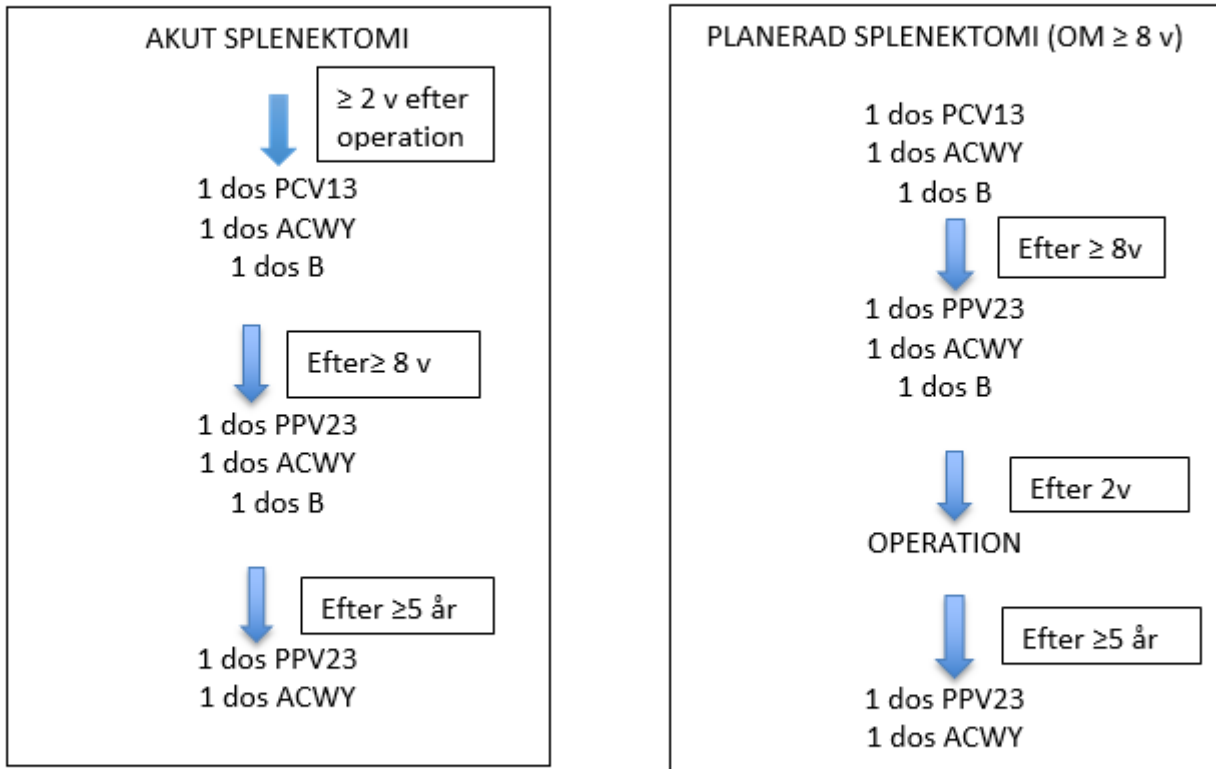 AKUT SPLENEKTOMI
≥ 2 v efter
operation
1 dos PCV13
1 dos ACWY
1 dos B
Efter≥ 8 v
1 dos PPV23
1 dos ACWY
1 dos B
Efter ≥5 år
1 dos PPV23
1 dos ACWY
PLANERAD SPLENEKTOMI (OM ≥ 8 v)
1 dos PCV13
1 dos ACWY
1 dos B
Efter ≥ 8v
1 dos PPV23
1 dos ACWY
1 dos B
Efter 2v
OPERATION
Efter ≥5 år
1 dos PPV23
1 dos ACWY